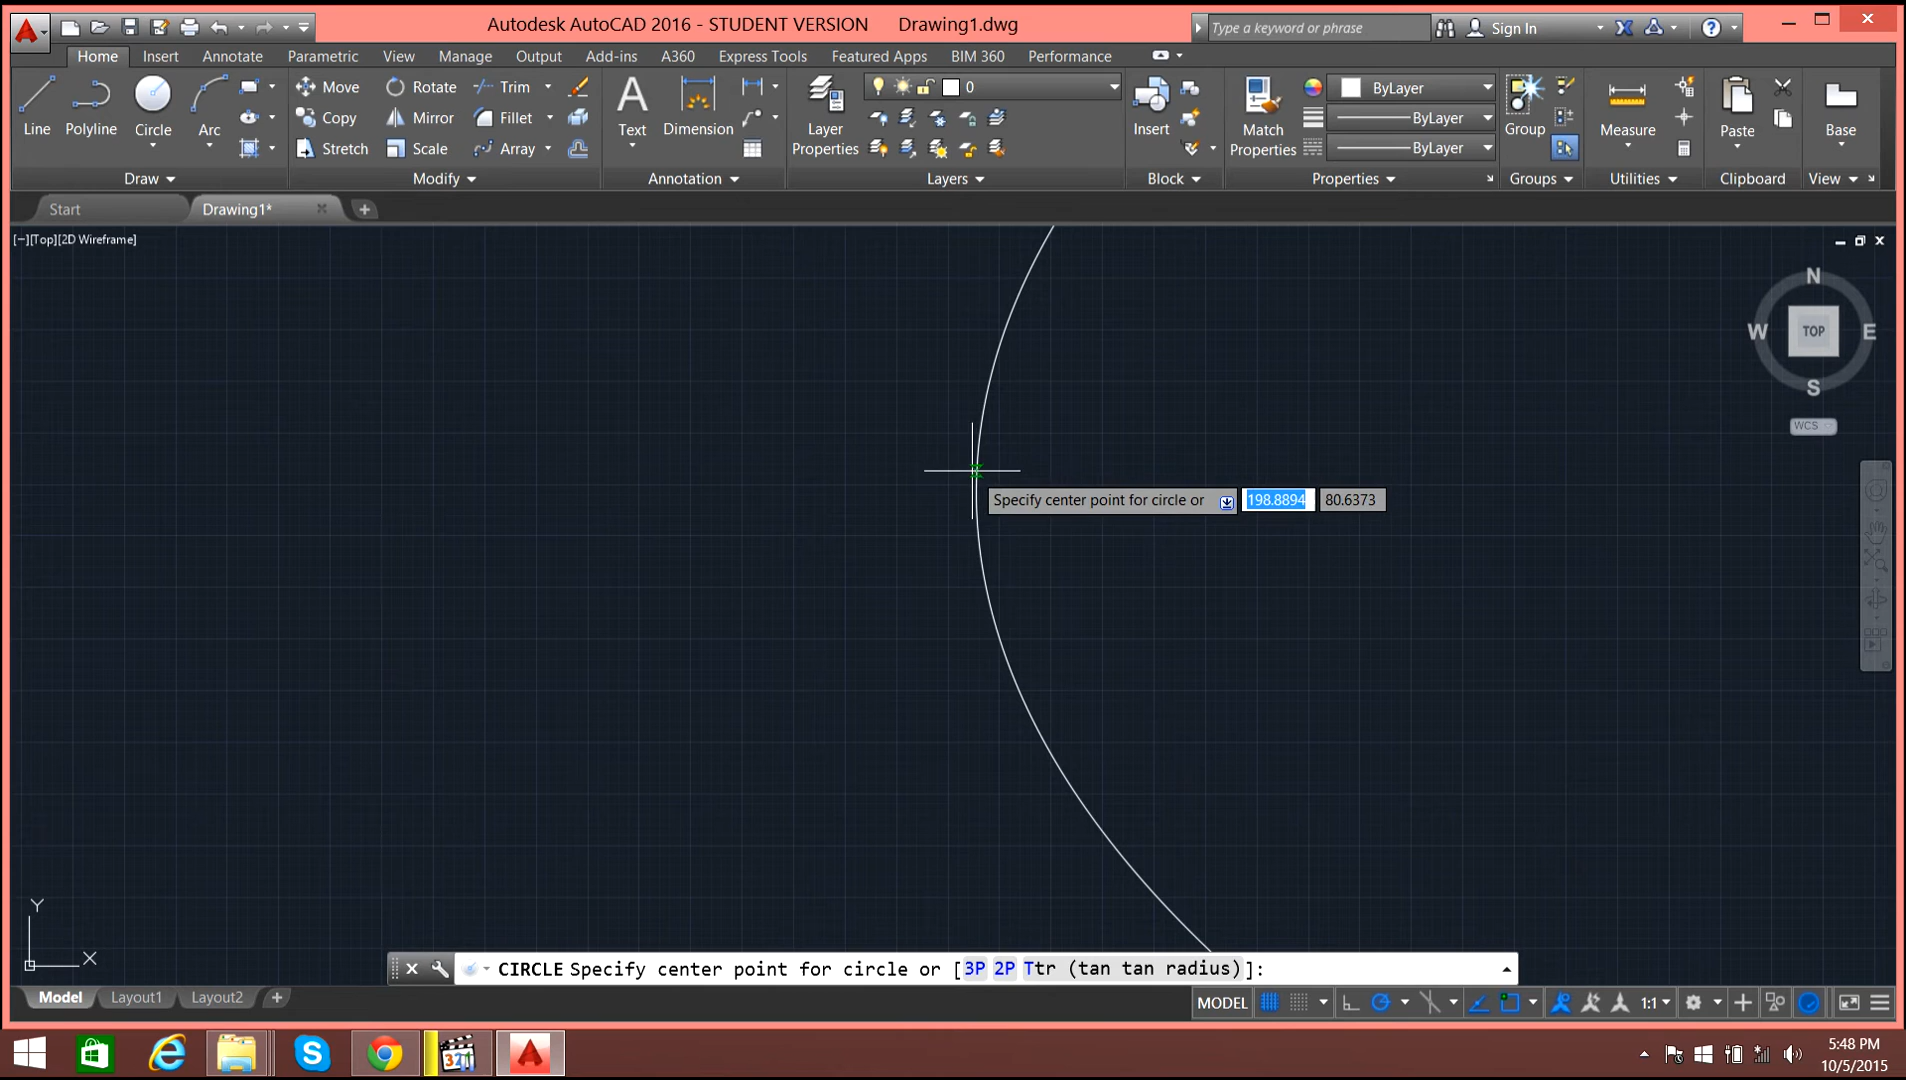 Autodesk AutoCAD 2016 - STUDENT VERSION Drawing1.dwg
Type a keyword or phrase
Sign In
Home Insert Annotate Parametric View Manage Output Add-ins A360 Express Tools Featured Apps BIM 360 Performance
Line Polyline Circle Arc
Move Rotate Trim
Copy Mirror Fillet
Stretch Scale Array
Text Dimension
Layer Properties
0
Insert
Match Properties
ByLayer
ByLayer
ByLayer
Group
Measure
Paste
Base
Draw Modify Annotation Layers Block Properties Groups Utilities Clipboard View
Start Drawing1*
[−][Top][2D Wireframe]
N
W TOP E
S
WCS
Specify center point for circle or 198.8894 80.6373
Y
X
CIRCLE Specify center point for circle or [3P 2P Ttr (tan tan radius)]:
Model Layout1 Layout2
MODEL 1:1
321
5:48 PM
10/5/2015